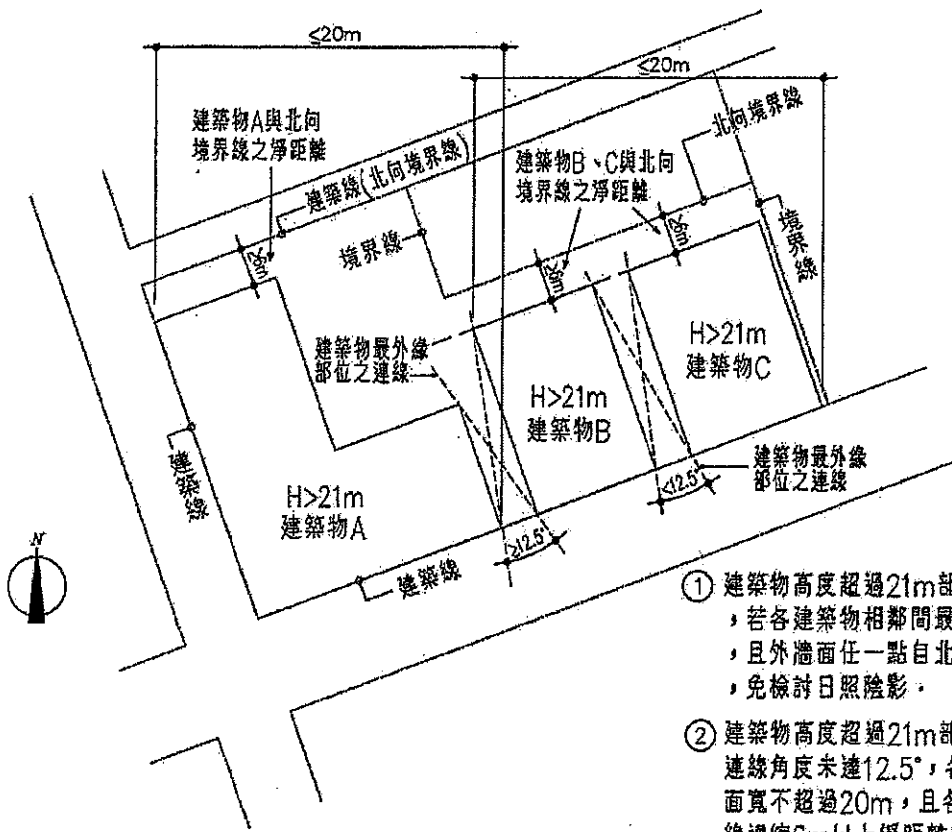 ≤20m
≤20m
建築物A與北向
境界線之淨距離
建築線(北向境界線)
建築物B、C與北向
境界線之淨距離
北向境界線
境界線
境界線
建築物最外緣
部位之連線
H>21m
建築物C
H>21m
建築物B
H>21m
建築物A
建築線
建築物最外緣
部位之連線
<12.5°
≥12.5°
建築線
N
① 建築物高度超過21m部
，若各建築物相鄰間最
，且外牆面任一點自北
，免檢討日照陰影。
② 建築物高度超過21m部
連線角度未達12.5°，各
面寬不超過20m，且各